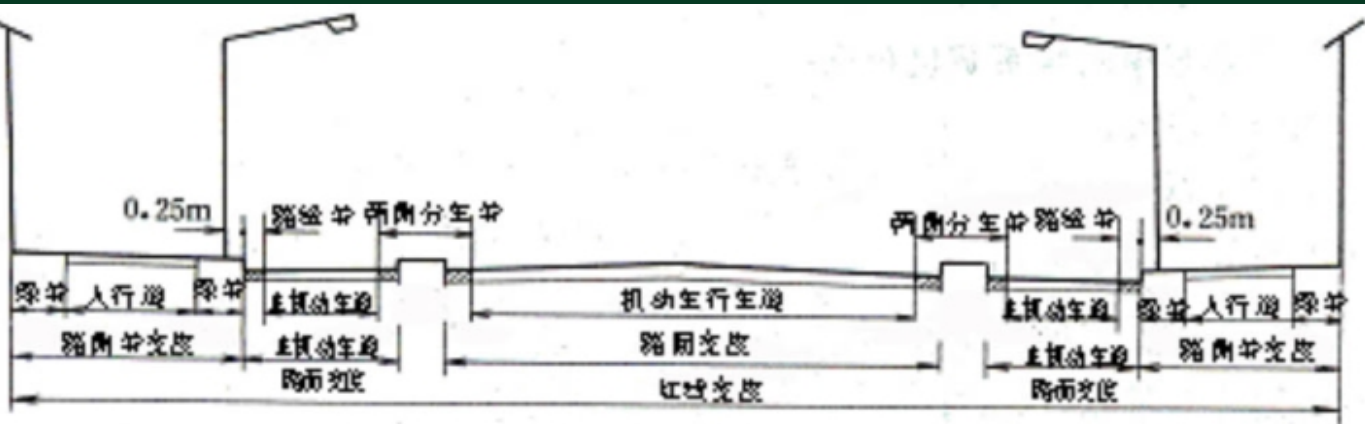 0.25m 路缘带 两侧分车带 两侧分车带 路缘带 0.25m
绿带 人行道 绿带 非机动车道 机动车行车道 非机动车道 绿带 人行道 绿带
路侧带宽度 非机动车道 路面宽度 非机动车道 路侧带宽度
路面宽度 红线宽度 路面宽度